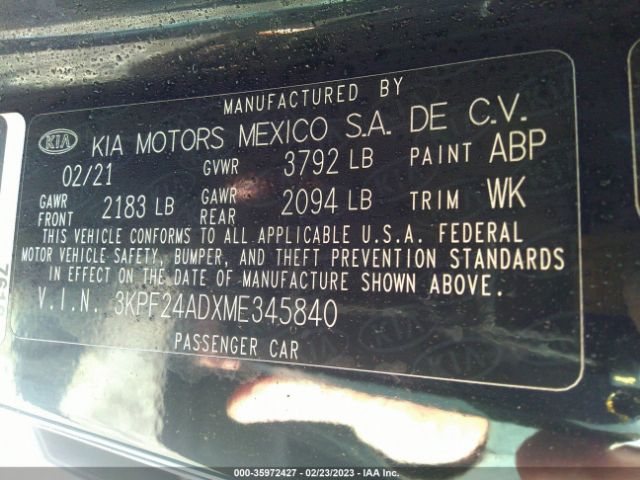 MANUFACTURED BY
KIA KIA MOTORS MEXICO S.A. DE C.V.
02/21 GVWR 3792 LB PAINT ABP
GAWR FRONT 2183 LB GAWR REAR 2094 LB TRIM WK
THIS VEHICLE CONFORMS TO ALL APPLICABLE U.S.A. FEDERAL
MOTOR VEHICLE SAFETY, BUMPER, AND THEFT PREVENTION STANDARDS
IN EFFECT ON THE DATE OF MANUFACTURE SHOWN ABOVE.
V.I.N. 3KPF24ADXME345840
PASSENGER CAR
000-35972427 - 02/23/2023 - IAA Inc.